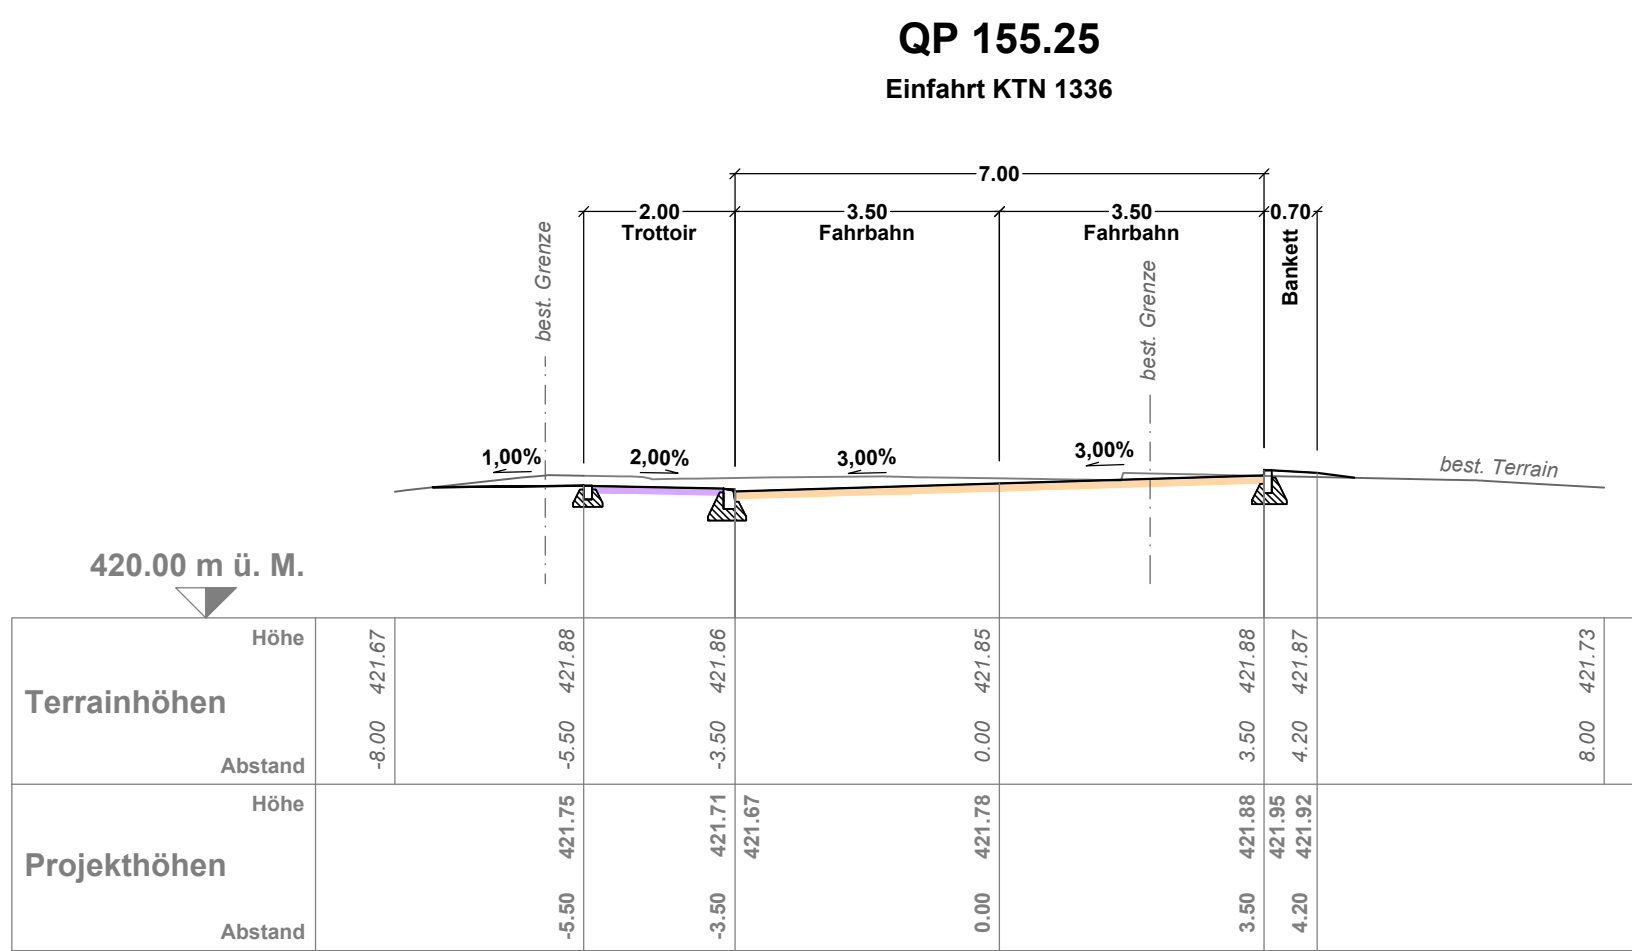 QP 155.25
Einfahrt KTN 1336
7.00
2.00
3.50
3.50
0.70
Trottoir
Fahrbahn
Fahrbahn
Bankett
best. Grenze
best. Grenze
1,00%
2,00%
3,00%
3,00%
best. Terrain
420.00 m ü. M.
Terrainhöhen
Höhe
421.67
421.88
421.86
421.85
421.88
421.87
421.73
Abstand
-8.00
-5.50
-3.50
0.00
3.50
4.20
8.00
Projekthöhen
Höhe
421.75
421.71
421.67
421.78
421.88
421.95
421.92
Abstand
-5.50
-3.50
0.00
3.50
4.20